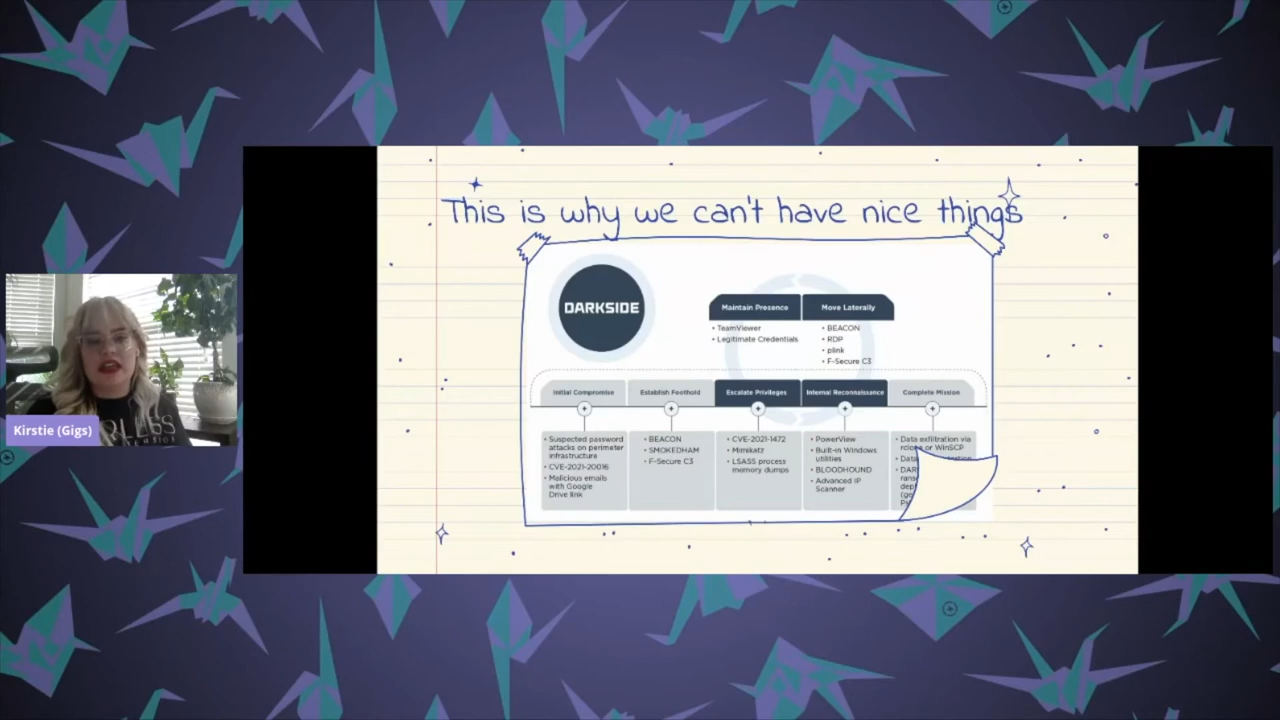 This is why we can't have nice things
DARKSIDE
Maintain Presence
• TeamViewer
• Legitimate Credentials
Move Laterally
• BEACON
• RDP
• plink
• F-Secure C3
Initial Compromise
• Suspected password
attacks on perimeter
infrastructure
• CVE-2021-20016
• Malicious emails
with Google
Drive link
Establish Foothold
• BEACON
• SMOKEDHAM
• F-Secure C3
Escalate Privileges
• CVE-2021-1472
• Mimikatz
• LSASS process
memory dumps
Internal Reconnaissance
• PowerView
• Built-in Windows
utilities
• BLOODHOUND
• Advanced IP
Scanner
Complete Mission
• Data exfiltration via
or WinSCP
Kirstie (Gigs)